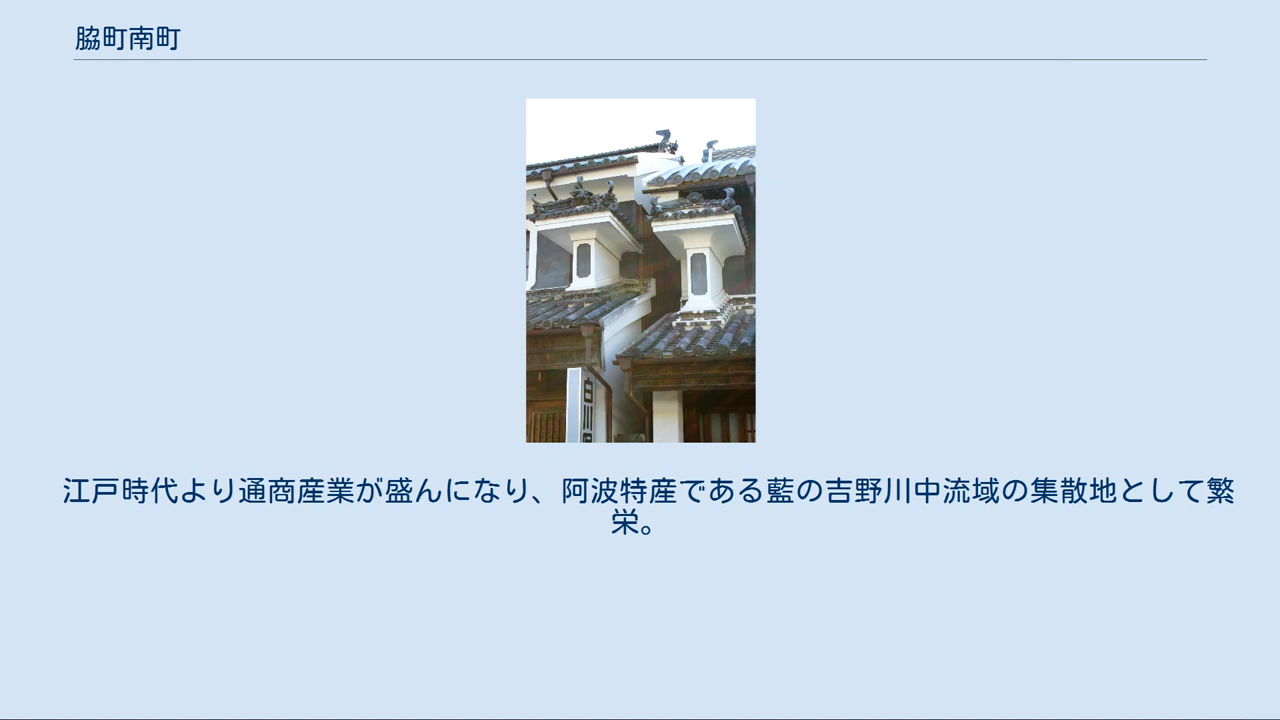 脇町南町
江戸時代より通商産業が盛んになり、阿波特産である藍の吉野川中流域の集散地として繁
栄。